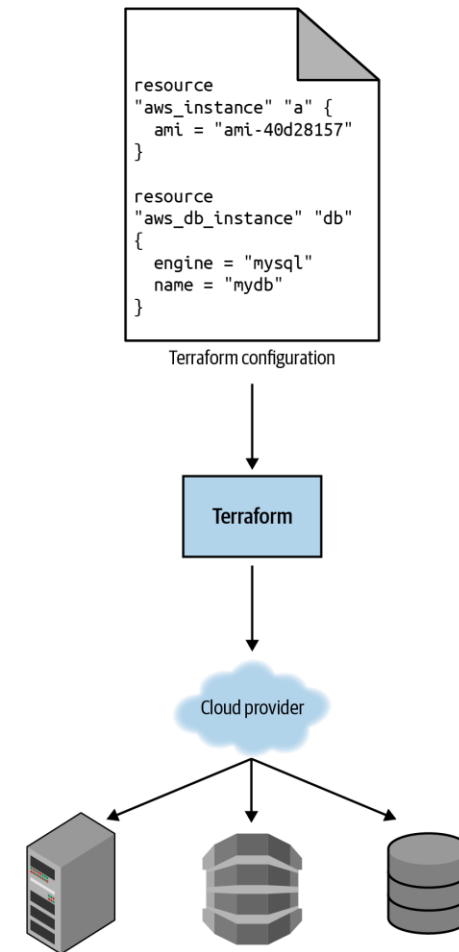 resource
"aws_instance" "a" {
  ami = "ami-40d28157"
}
resource
"aws_db_instance" "db"
{
  engine = "mysql"
  name = "mydb"
}
Terraform configuration
Terraform
Cloud provider